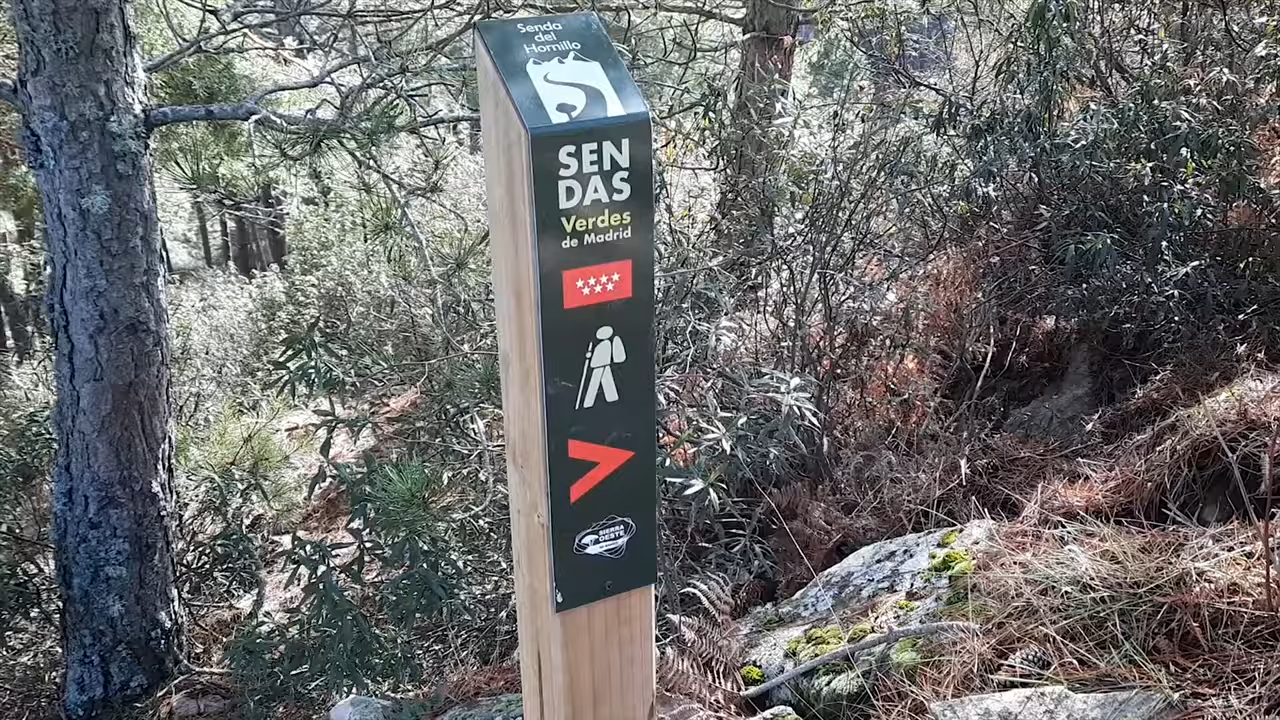 Senda
del
Hornillo
SEN
DAS
Verdes
de Madrid
SIERRA
OESTE